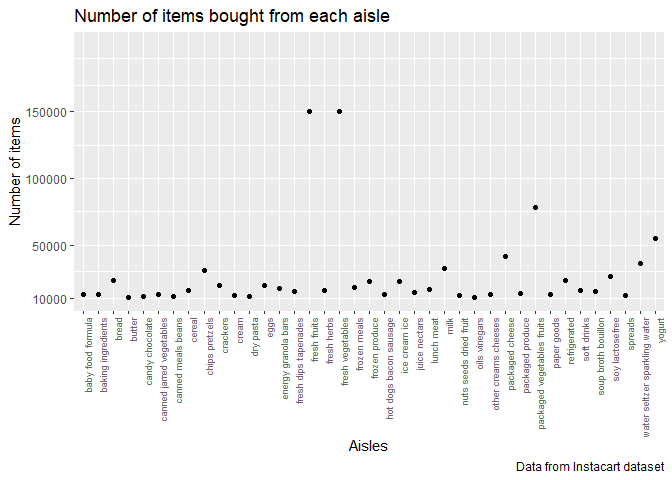 Number of items bought from each aisle
Number of items
150000
100000
50000
10000
baby food formula
baking ingredients
bread
butter
candy chocolate
canned jarred vegetables
canned meals beans
cereal
chips pretzels
crackers
cream
dry pasta
eggs
energy granola bars
fresh dips tapenades
fresh fruits
fresh herbs
fresh vegetables
frozen meals
frozen produce
hot dogs bacon sausage
ice cream ice
juice nectars
lunch meat
milk
nuts seeds dried fruit
oils vinegars
other creams cheeses
packaged cheese
packaged produce
packaged vegetables fruits
paper goods
refrigerated
soft drinks
soup broth bouillon
soy lactosefree
spreads
water seltzer sparkling water
yogurt
Aisles
Data from Instacart dataset